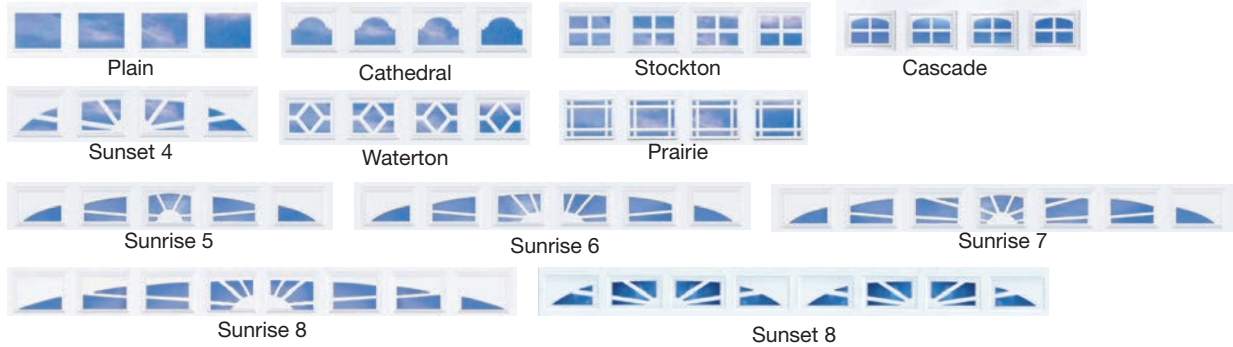 Plain
Cathedral
Stockton
Cascade
Sunset 4
Waterton
Prairie
Sunrise 5
Sunrise 6
Sunrise 7
Sunrise 8
Sunset 8